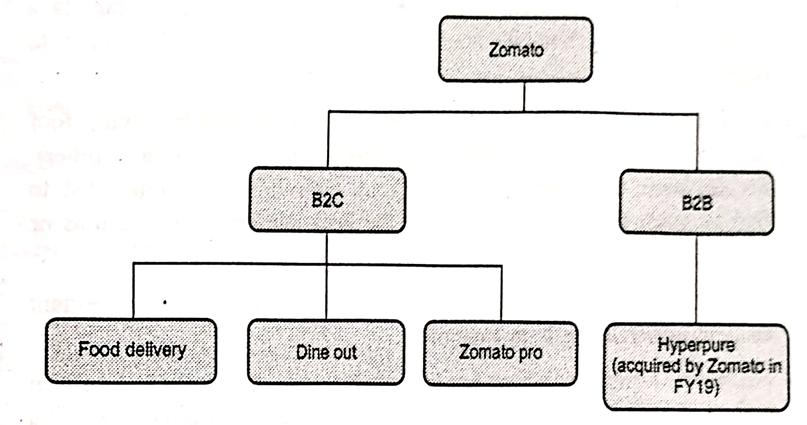 Zomato
B2C
B2B
Food delivery
Dine out
Zomato pro
Hyperpure
(acquired by Zomato in
FY19)